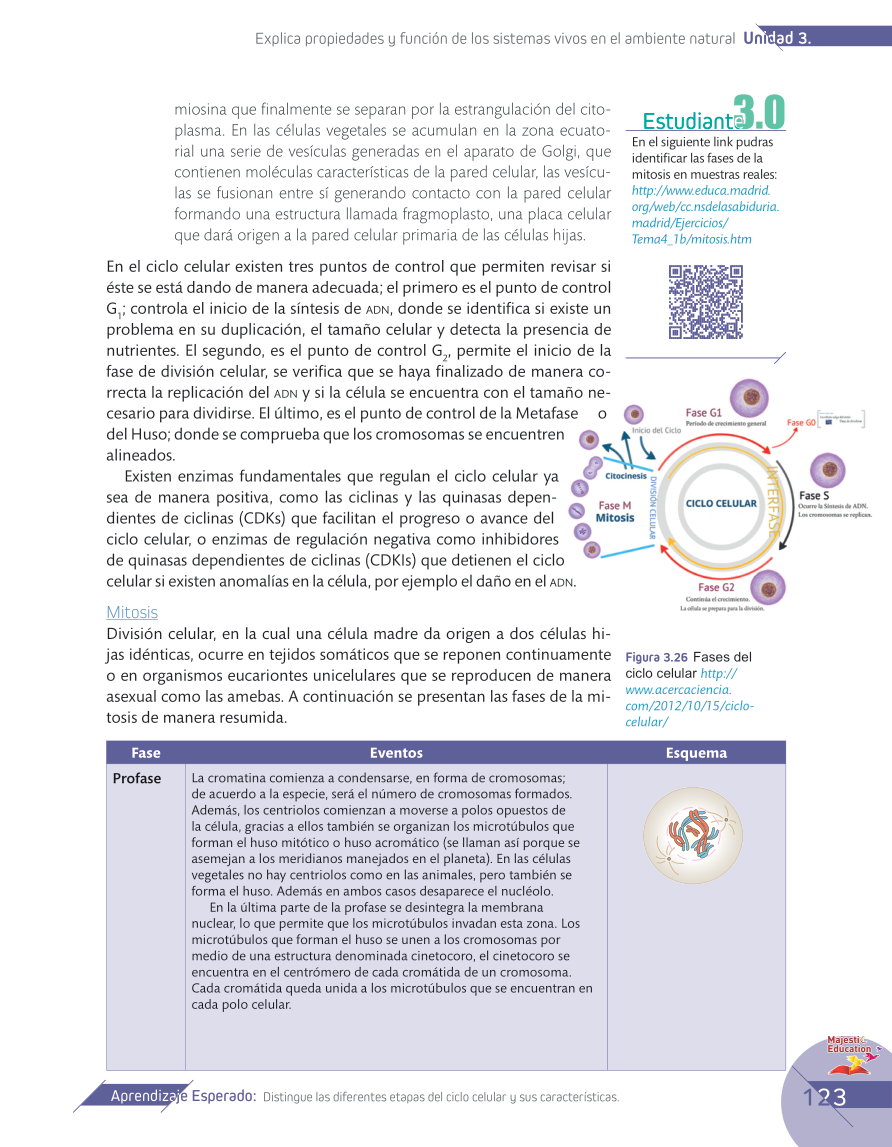 Explica propiedades y función de los sistemas vivos en el ambiente natural Unidad 3.
miosina que finalmente se separan por la estrangulación del cito-
plasma. En las células vegetales se acumulan en la zona ecuato-
rial una serie de vesículas generadas en el aparato de Golgi, que
contienen moléculas características de la pared celular, las vesícu-
las se fusionan entre sí generando contacto con la pared celular
formando una estructura llamada fragmoplasto, una placa celular
que dará origen a la pared celular primaria de las células hijas.
En el ciclo celular existen tres puntos de control que permiten revisar si
éste se está dando de manera adecuada; el primero es el punto de control
G1; controla el inicio de la síntesis de ADN, donde se identifica si existe un
problema en su duplicación, el tamaño celular y detecta la presencia de
nutrientes. El segundo, es el punto de control G2, permite el inicio de la
fase de división celular, se verifica que se haya finalizado de manera co-
rrecta la replicación del ADN y si la célula se encuentra con el tamaño ne-
cesario para dividirse. El último, es el punto de control de la Metafase o
del Huso; donde se comprueba que los cromosomas se encuentren
alineados.
Existen enzimas fundamentales que regulan el ciclo celular ya
sea de manera positiva, como las ciclinas y las quinasas depen-
dientes de ciclinas (CDKs) que facilitan el progreso o avance del
ciclo celular, o enzimas de regulación negativa como inhibidores
de quinasas dependientes de ciclinas (CDKIs) que detienen el ciclo
celular si existen anomalías en la célula, por ejemplo el daño en el ADN.
Mitosis
División celular, en la cual una célula madre da origen a dos células hi-
jas idénticas, ocurre en tejidos somáticos que se reponen continuamente
o en organismos eucariontes unicelulares que se reproducen de manera
asexual como las amebas. A continuación se presentan las fases de la mi-
tosis de manera resumida.
Estudiante3.0
En el siguiente link pudras
identificar las fases de la
mitosis en muestras reales:
http://www.educa.madrid.
org/web/cc.nsdelasabiduria.
madrid/Ejercicios/
Tema4_1b/mitosis.htm
Fase G1
Periodo de crecimiento general
Fase G0
Inicio del Ciclo
Citocinesis
DIVISIÓN CELULAR
INTERFASE
CICLO CELULAR
Fase S
Ocurre la Síntesis de ADN.
Los cromosomas se replican.
Fase M
Mitosis
Fase G2
Continúa el crecimiento.
La célula se prepara para la división.
Figura 3.26 Fases del
ciclo celular http://
www.acercaciencia.
com/2012/10/15/ciclo-
celular/
Fase Eventos Esquema
Profase
La cromatina comienza a condensarse, en forma de cromosomas;
de acuerdo a la especie, será el número de cromosomas formados.
Además, los centriolos comienzan a moverse a polos opuestos de
la célula, gracias a ellos también se organizan los microtúbulos que
forman el huso mitótico o huso acromático (se llaman así porque se
asemejan a los meridianos manejados en el planeta). En las células
vegetales no hay centriolos como en las animales, pero también se
forma el huso. Además en ambos casos desaparece el nucléolo.
En la última parte de la profase se desintegra la membrana
nuclear, lo que permite que los microtúbulos invadan esta zona. Los
microtúbulos que forman el huso se unen a los cromosomas por
medio de una estructura denominada cinetocoro, el cinetocoro se
encuentra en el centrómero de cada cromátida de un cromosoma.
Cada cromátida queda unida a los microtúbulos que se encuentran en
cada polo celular.
Majestic
Education
Aprendizaje Esperado: Distingue las diferentes etapas del ciclo celular y sus características.
123